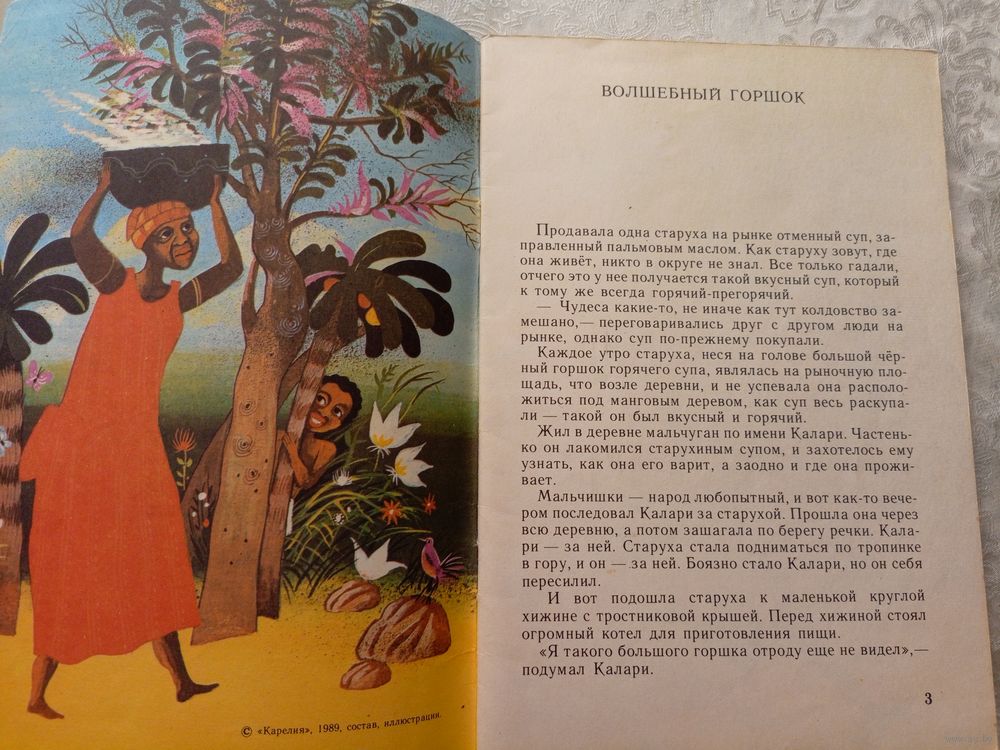 ВОЛШЕБНЫЙ ГОРШОК
Продавала одна старуха на рынке отменный суп, за-
правленный пальмовым маслом. Как старуху зовут, где
она живёт, никто в округе не знал. Все только гадали,
отчего это у нее получается такой вкусный суп, который
к тому же всегда горячий-прегорячий.
— Чудеса какие-то, не иначе как тут колдовство за-
мешано,— переговаривались друг с другом люди на
рынке, однако суп по-прежнему покупали.
Каждое утро старуха, неся на голове большой чёр-
ный горшок горячего супа, являлась на рыночную пло-
щадь, что возле деревни, и не успевала она располо-
житься под манговым деревом, как суп весь раскупа-
ли — такой он был вкусный и горячий.
Жил в деревне мальчуган по имени Калари. Частень-
ко он лакомился старухиным супом, и захотелось ему
узнать, как она его варит, а заодно и где она прожи-
вает.
Мальчишки — народ любопытный, и вот как-то вече-
ром последовал Калари за старухой. Прошла она через
всю деревню, а потом зашагала по берегу речки. Кала-
ри — за ней. Старуха стала подниматься по тропинке
в гору, и он — за ней. Боязно стало Калари, но он себя
пересилил.
И вот подошла старуха к маленькой круглой
хижине с тростниковой крышей. Перед хижиной стоял
огромный котел для приготовления пищи.
«Я такого большого горшка отроду еще не видел»,—
подумал Калари.
3
© «Карелия», 1989, состав, иллюстрации.